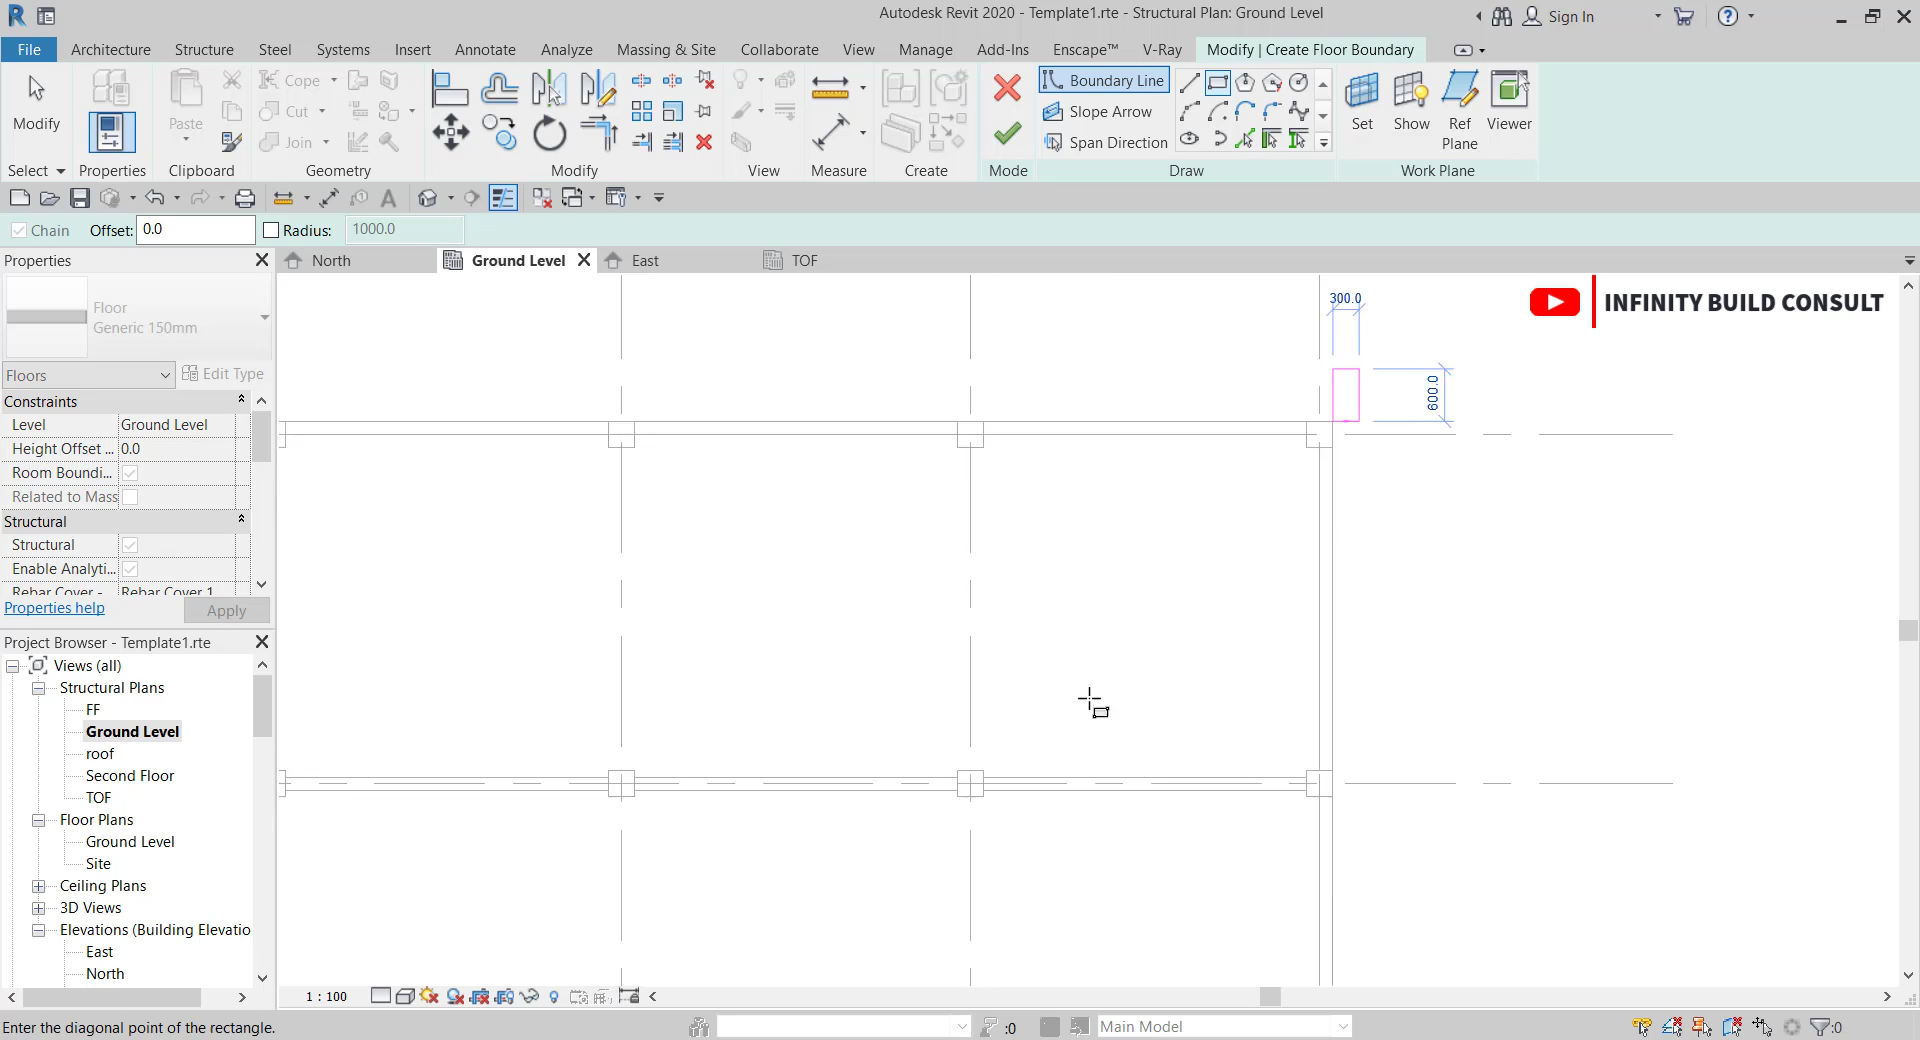 Autodesk Revit 2020 - Template1.rte - Structural Plan: Ground Level
Sign In
File Architecture Structure Steel Systems Insert Annotate Analyze Massing & Site Collaborate View Manage Add-Ins Enscape™ V-Ray Modify | Create Floor Boundary
Modify
Paste
Cope
Cut
Join
Boundary Line
Slope Arrow
Span Direction
Set
Show
Ref
Plane
Viewer
Select Properties Clipboard Geometry Modify View Measure Create Mode Draw Work Plane
Chain Offset: 0.0 Radius: 1000.0
Properties
North Ground Level East TOF
Floor
Generic 150mm
Floors Edit Type
Constraints
Level Ground Level
Height Offset ... 0.0
Room Boundi...
Related to Mass
Structural
Structural
Enable Analyti...
Rebar Cover - Rebar Cover 1
Properties help Apply
Project Browser - Template1.rte
Views (all)
Structural Plans
FF
Ground Level
roof
Second Floor
TOF
Floor Plans
Ground Level
Site
Ceiling Plans
3D Views
Elevations (Building Elevatio
East
North
300.0
600.0
INFINITY BUILD CONSULT
1 : 100
Enter the diagonal point of the rectangle.
:0
Main Model
:0